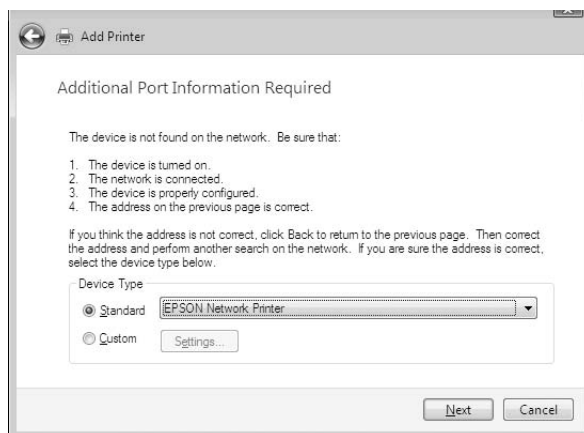 Add Printer
Additional Port Information Required
The device is not found on the network. Be sure that:
1. The device is turned on.
2. The network is connected.
3. The device is properly configured.
4. The address on the previous page is correct.
If you think the address is not correct, click Back to return to the previous page. Then correct
the address and perform another search on the network. If you are sure the address is correct,
select the device type below.
Device Type
Standard EPSON Network Printer
Custom Settings...
Next Cancel